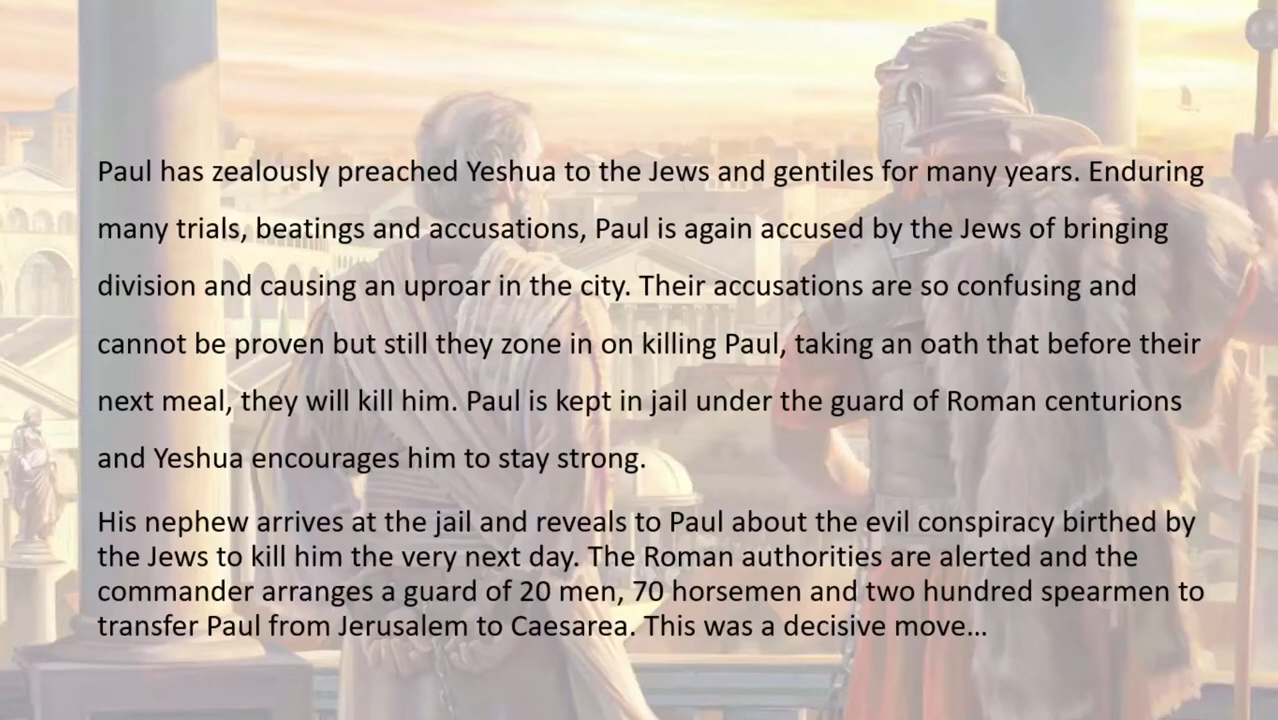 Paul has zealously preached Yeshua to the Jews and gentiles for many years. Enduring
many trials, beatings and accusations, Paul is again accused by the Jews of bringing
division and causing an uproar in the city. Their accusations are so confusing and
cannot be proven but still they zone in on killing Paul, taking an oath that before their
next meal, they will kill him. Paul is kept in jail under the guard of Roman centurions
and Yeshua encourages him to stay strong.
His nephew arrives at the jail and reveals to Paul about the evil conspiracy birthed by
the Jews to kill him the very next day. The Roman authorities are alerted and the
commander arranges a guard of 20 men, 70 horsemen and two hundred spearmen to
transfer Paul from Jerusalem to Caesarea. This was a decisive move...